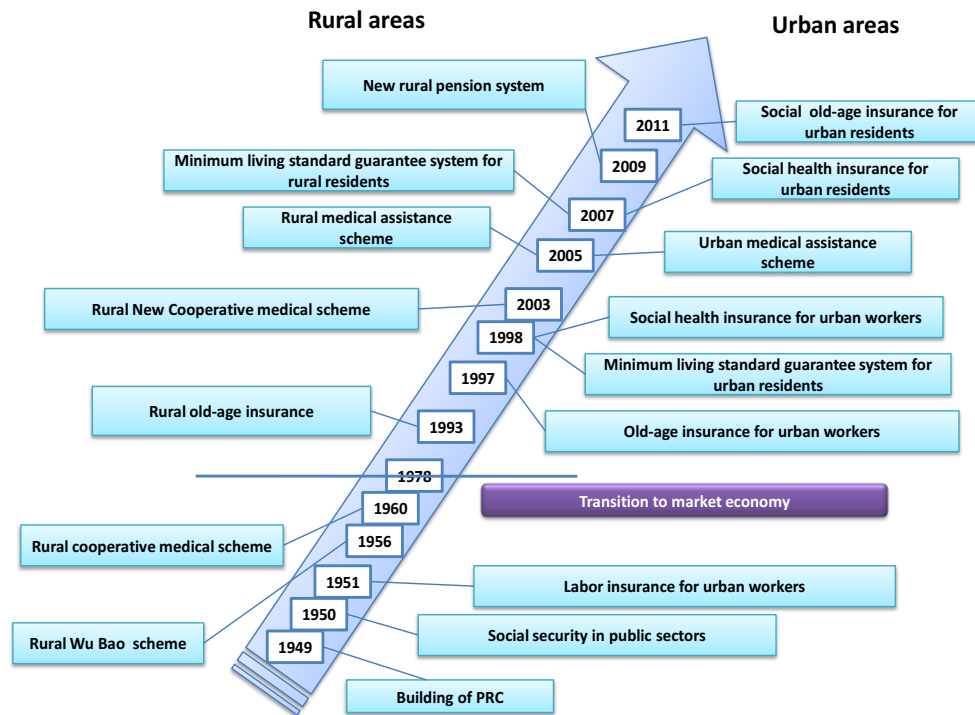 Rural areas
Urban areas
New rural pension system
2011
Social old-age insurance for
urban residents
Minimum living standard guarantee system for
rural residents
2009
Social health insurance for
urban residents
2007
Rural medical assistance
scheme
2005
Urban medical assistance
scheme
Rural New Cooperative medical scheme
2003
Social health insurance for urban workers
1998
Minimum living standard guarantee system for
urban residents
1997
Rural old-age insurance
1993
Old-age insurance for urban workers
1978
Transition to market economy
1960
Rural cooperative medical scheme
1956
1951
Labor insurance for urban workers
1950
Social security in public sectors
Rural Wu Bao scheme
1949
Building of PRC